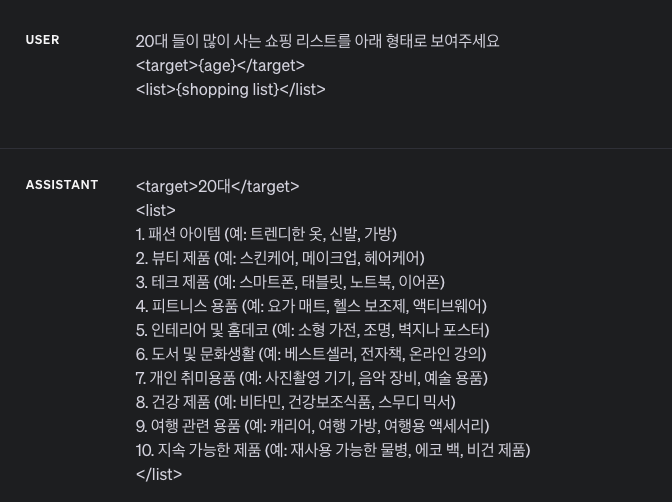 USER
20대 들이 많이 사는 쇼핑 리스트를 아래 형태로 보여주세요
<target>{age}</target>
<list>{shopping list}</list>
ASSISTANT
<target>20대</target>
<list>
1. 패션 아이템 (예: 트렌디한 옷, 신발, 가방)
2. 뷰티 제품 (예: 스킨케어, 메이크업, 헤어케어)
3. 테크 제품 (예: 스마트폰, 태블릿, 노트북, 이어폰)
4. 피트니스 용품 (예: 요가 매트, 헬스 보조제, 액티브웨어)
5. 인테리어 및 홈데코 (예: 소형 가전, 조명, 벽지나 포스터)
6. 도서 및 문화생활 (예: 베스트셀러, 전자책, 온라인 강의)
7. 개인 취미용품 (예: 사진촬영 기기, 음악 장비, 예술 용품)
8. 건강 제품 (예: 비타민, 건강보조식품, 스무디 믹서)
9. 여행 관련 용품 (예: 캐리어, 여행 가방, 여행용 액세서리)
10. 지속 가능한 제품 (예: 재사용 가능한 물병, 에코 백, 비건 제품)
</list>